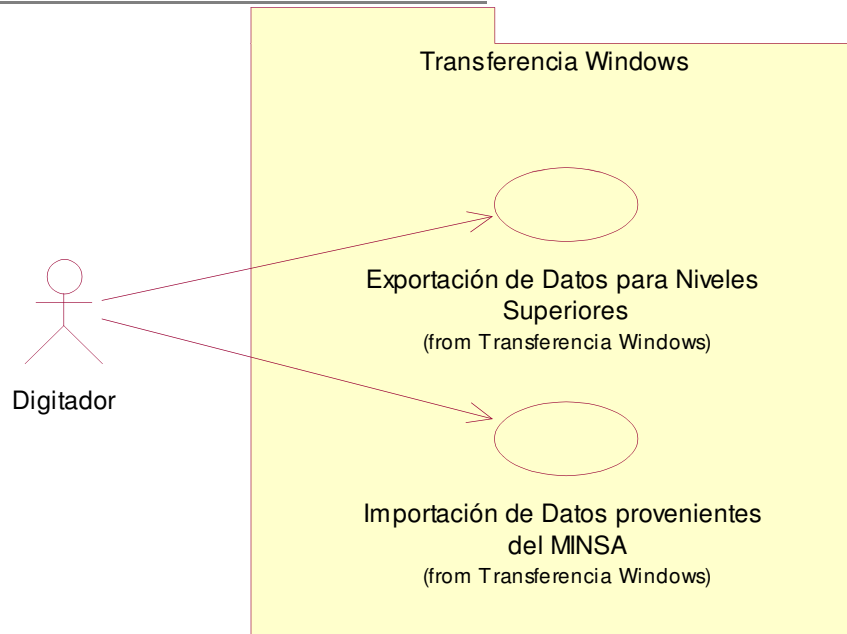 Transferencia Windows
Exportación de Datos para Niveles
Superiores
(from Transferencia Windows)
Digitador
Importación de Datos provenientes
del MINSA
(from Transferencia Windows)